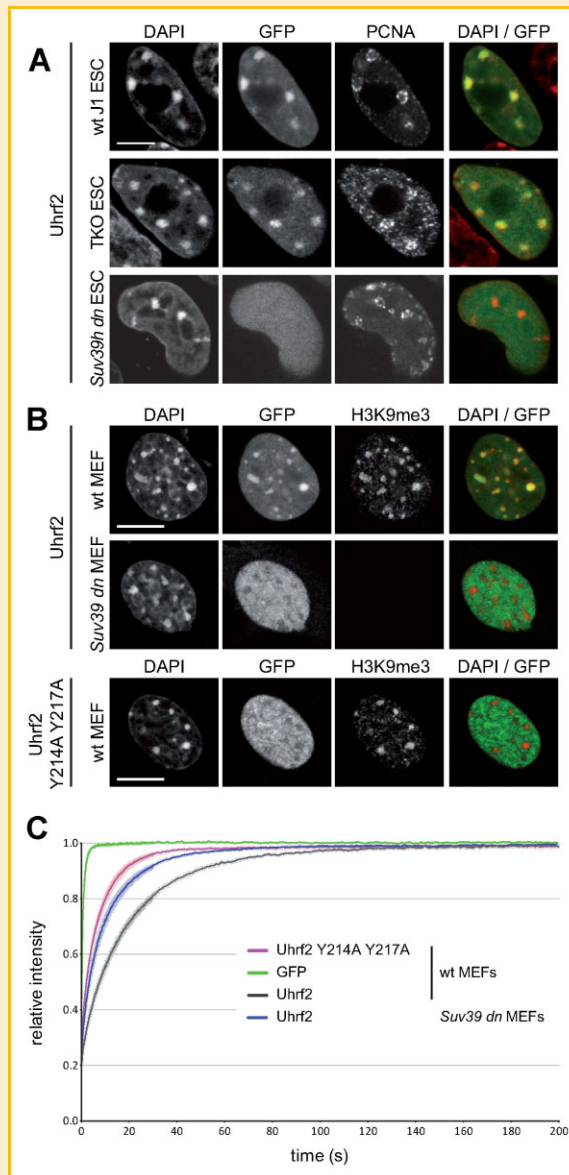 A
DAPI GFP PCNA DAPI / GFP
Uhrf2
wt J1 ESC
TKO ESC
Suv39h dn ESC
B
DAPI GFP H3K9me3 DAPI / GFP
Uhrf2
wt MEF
Suv39 dn MEF
DAPI GFP H3K9me3 DAPI / GFP
Uhrf2
Y214A Y217A
wt MEF
C
relative intensity
1.0
0.8
0.6
0.4
0.2
0.0
Uhrf2 Y214A Y217A
GFP
Uhrf2
wt MEFs
Uhrf2
Suv39 dn MEFs
0 20 40 60 80 100 120 140 160 180 200
time (s)